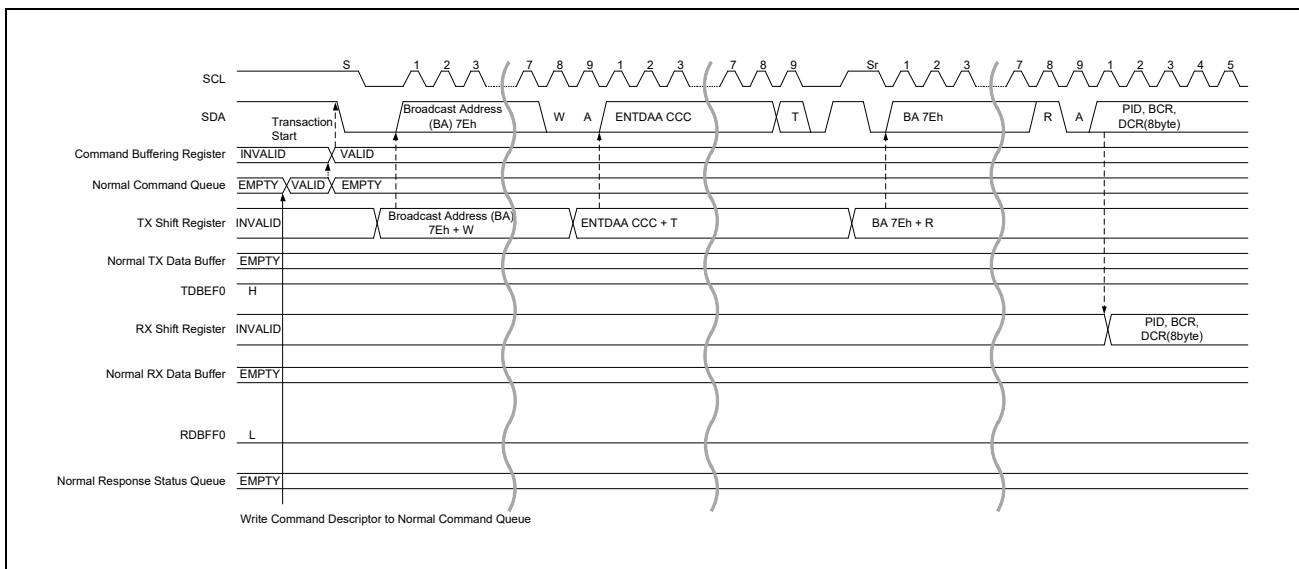 S 1 2 3 7 8 9 1 2 3 7 8 9 Sr 1 2 3 7 8 9 1 2 3 4 5
SCL
SDA Broadcast Address (BA) 7Eh W A ENTDAA CCC T BA 7Eh R A PID, BCR, DCR(8byte)
Transaction Start
Command Buffering Register INVALID VALID
Normal Command Queue EMPTY VALID EMPTY
TX Shift Register INVALID Broadcast Address (BA) 7Eh + W ENTDAA CCC + T BA 7Eh + R
Normal TX Data Buffer EMPTY
TDBEF0 H
RX Shift Register INVALID PID, BCR, DCR(8byte)
Normal RX Data Buffer EMPTY
RDBFF0 L
Normal Response Status Queue EMPTY
Write Command Descriptor to Normal Command Queue